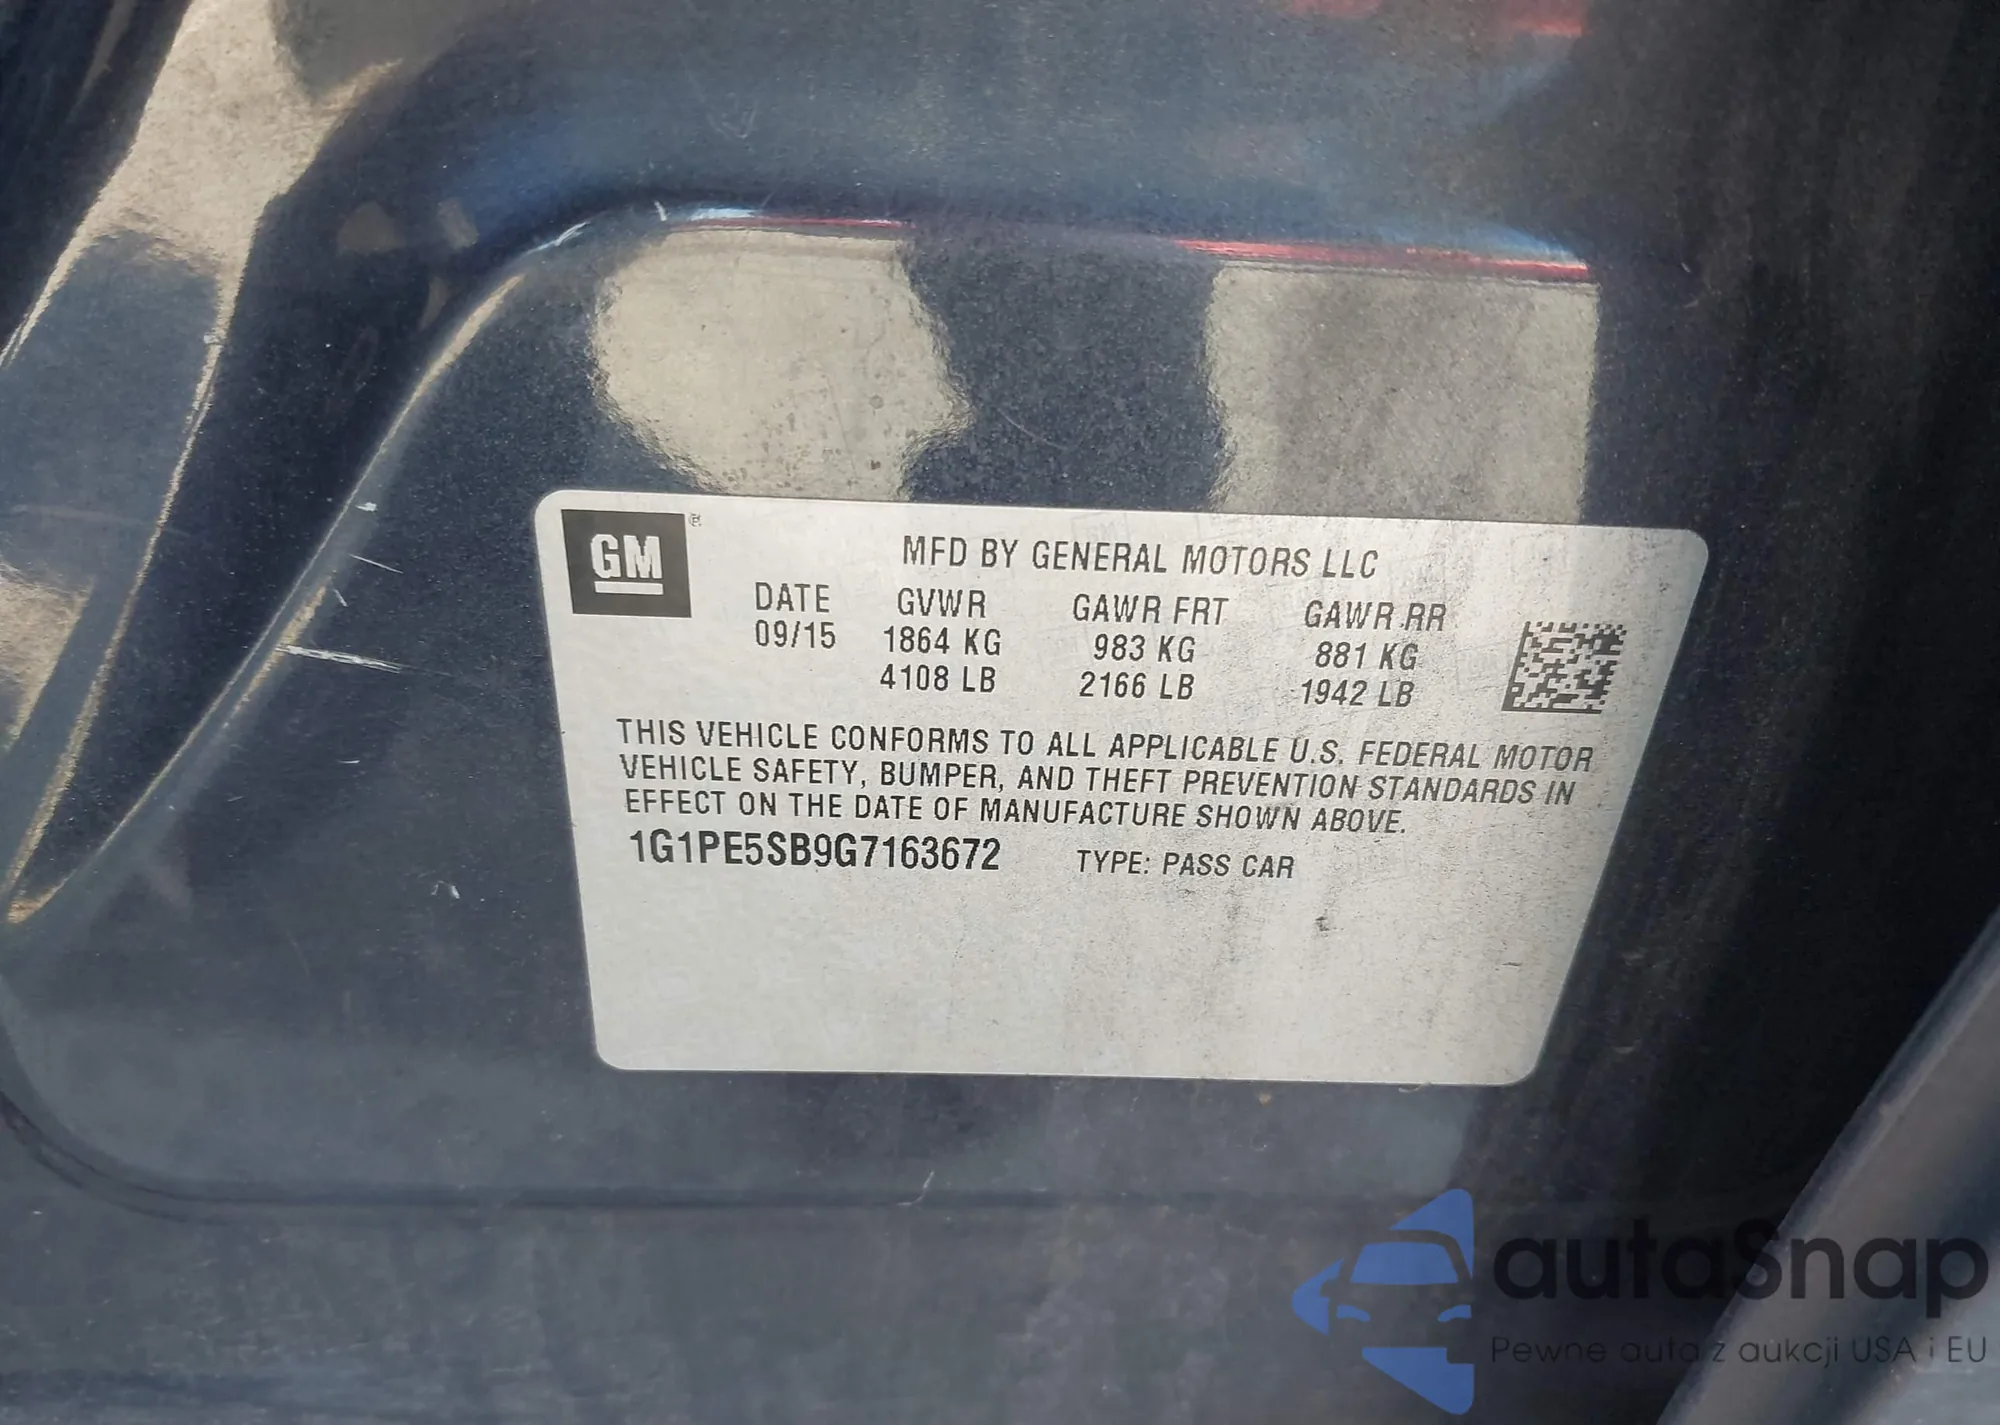 GM®
MFD BY GENERAL MOTORS LLC
DATE GVWR GAWR FRT GAWR RR
09/15 1864 KG 983 KG 881 KG
4108 LB 2166 LB 1942 LB
THIS VEHICLE CONFORMS TO ALL APPLICABLE U.S. FEDERAL MOTOR
VEHICLE SAFETY, BUMPER, AND THEFT PREVENTION STANDARDS IN
EFFECT ON THE DATE OF MANUFACTURE SHOWN ABOVE.
1G1PE5SB9G7163672 TYPE: PASS CAR
autaSnap
Pewne auta z aukcji USA i EU